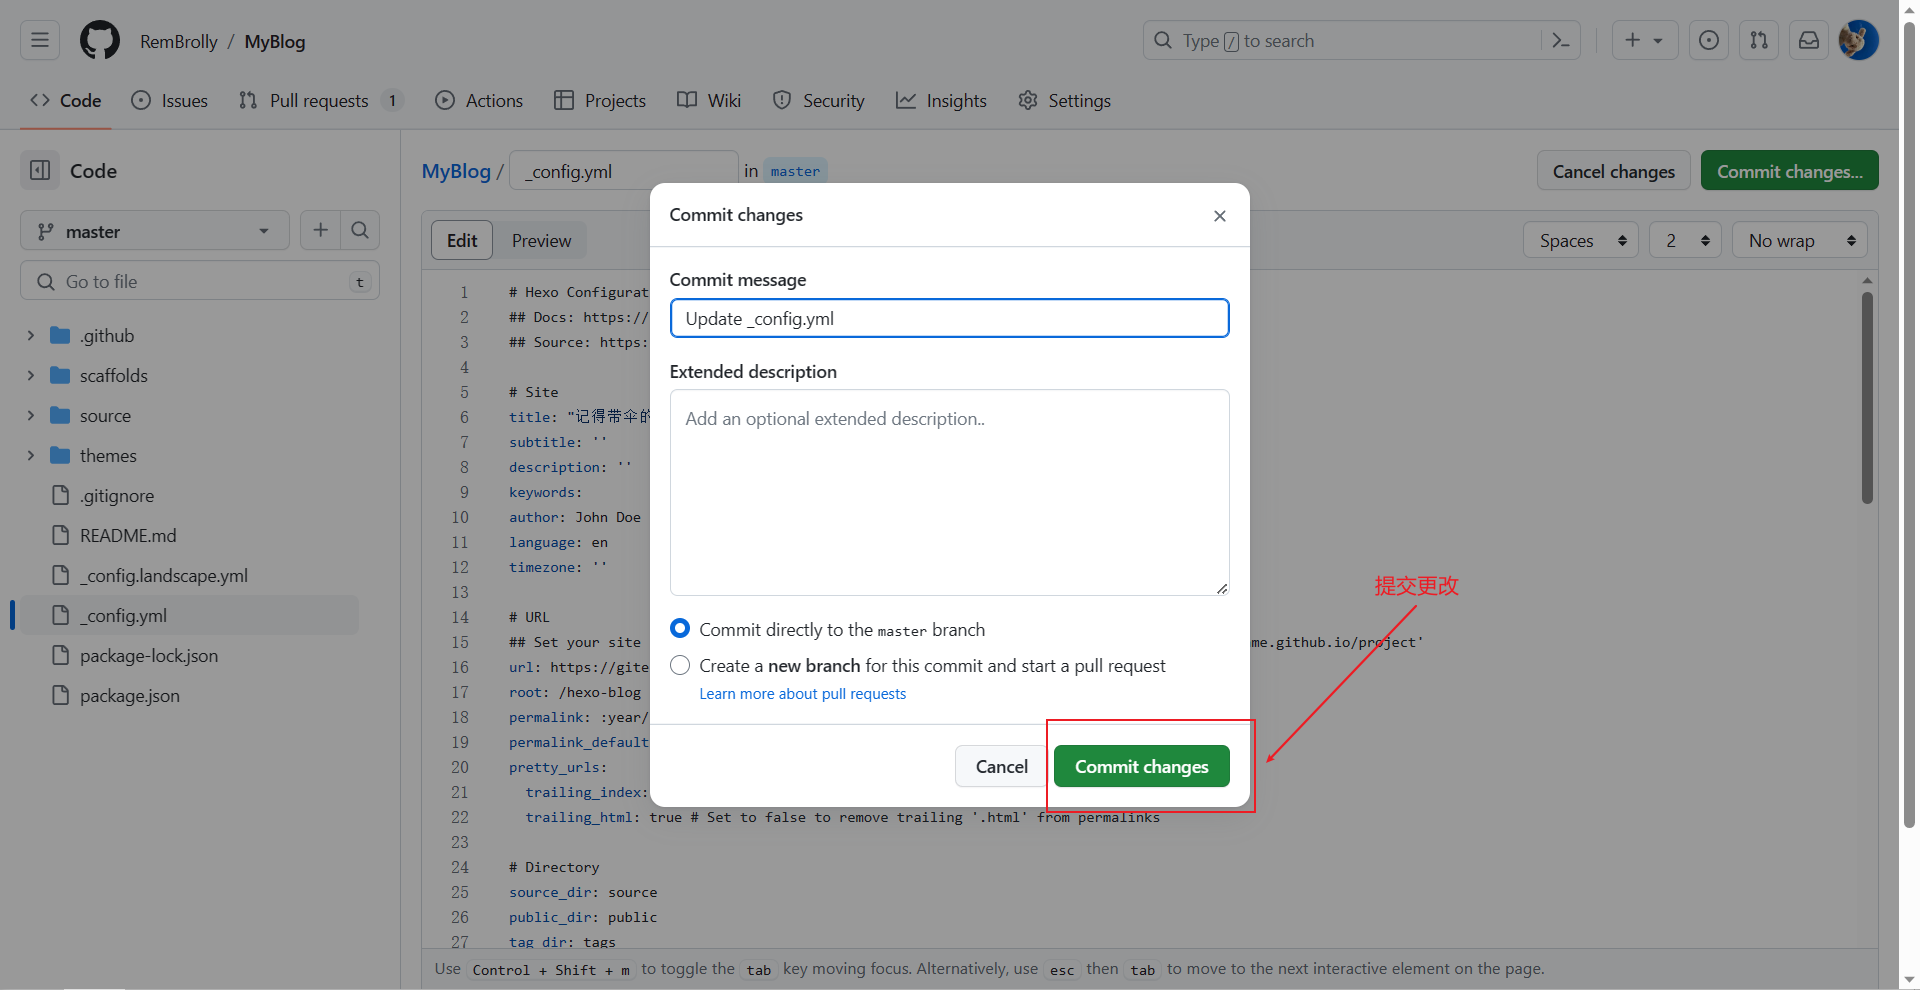 RemBrolly / MyBlog
Type / to search
Code
Issues
Pull requests 1
Actions
Projects
Wiki
Security
Insights
Settings
Code
master
Go to file
t
.github
scaffolds
source
themes
.gitignore
README.md
_config.landscape.yml
_config.yml
package-lock.json
package.json
MyBlog / _config.yml in master
Cancel changes
Commit changes...
Edit
Preview
Spaces
2
No wrap
1 # Hexo Configurat
2 ## Docs: https://
3 ## Source: https:
4
5 # Site
6 title: "记得带伞的
7 subtitle: ''
8 description: ''
9 keywords:
10 author: John Doe
11 language: en
12 timezone: ''
13
14 # URL
15 ## Set your site me.github.io/project'
16 url: https://gite
17 root: /hexo-blog
18 permalink: :year/
19 permalink_default
20 pretty_urls:
21 trailing_index:
22 trailing_html: true # Set to false to remove trailing '.html' from permalinks
23
24 # Directory
25 source_dir: source
26 public_dir: public
27 tag_dir: tags
Use Control + Shift + m to toggle the tab key moving focus. Alternatively, use esc then tab to move to the next interactive element on the page.
Commit changes
Commit message
Update _config.yml
Extended description
Add an optional extended description..
Commit directly to the master branch
Create a new branch for this commit and start a pull request
Learn more about pull requests
Cancel
Commit changes
提交更改